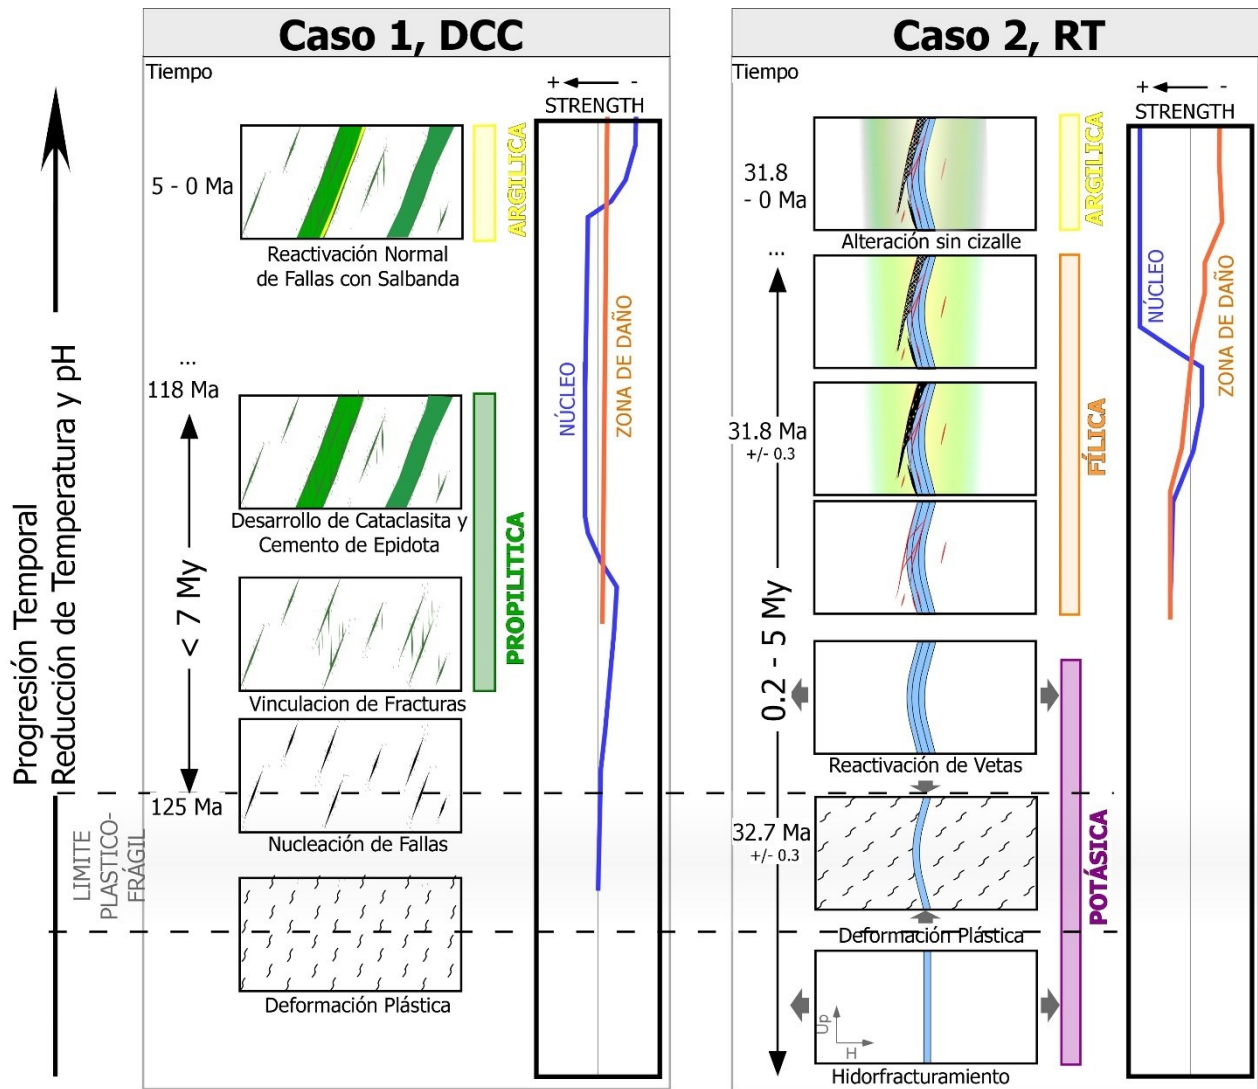 Caso 1, DCC
Tiempo
+ -
STRENGTH
5 - 0 Ma
ARGILICA
Reactivación Normal
de Fallas con Salbanda
...
118 Ma
NÚCLEO
ZONA DE DAÑO
Desarrollo de Cataclasita y
Cemento de Epidota
< 7 My
PROPILITICA
Vinculacion de Fracturas
125 Ma
Nucleación de Fallas
Deformación Plástica
Progresión Temporal
Reducción de Temperatura y pH
LIMITE
PLASTICO-
FRÁGIL
Caso 2, RT
Tiempo
+ -
STRENGTH
31.8
- 0 Ma
ARGILICA
Alteración sin cizalle
...
NÚCLEO
ZONA DE DAÑO
31.8 Ma
+/- 0.3
FÍLICA
0.2 - 5 My
Reactivación de Vetas
32.7 Ma
+/- 0.3
POTÁSICA
Deformación Plástica
Up
H
Hidorfracturamiento